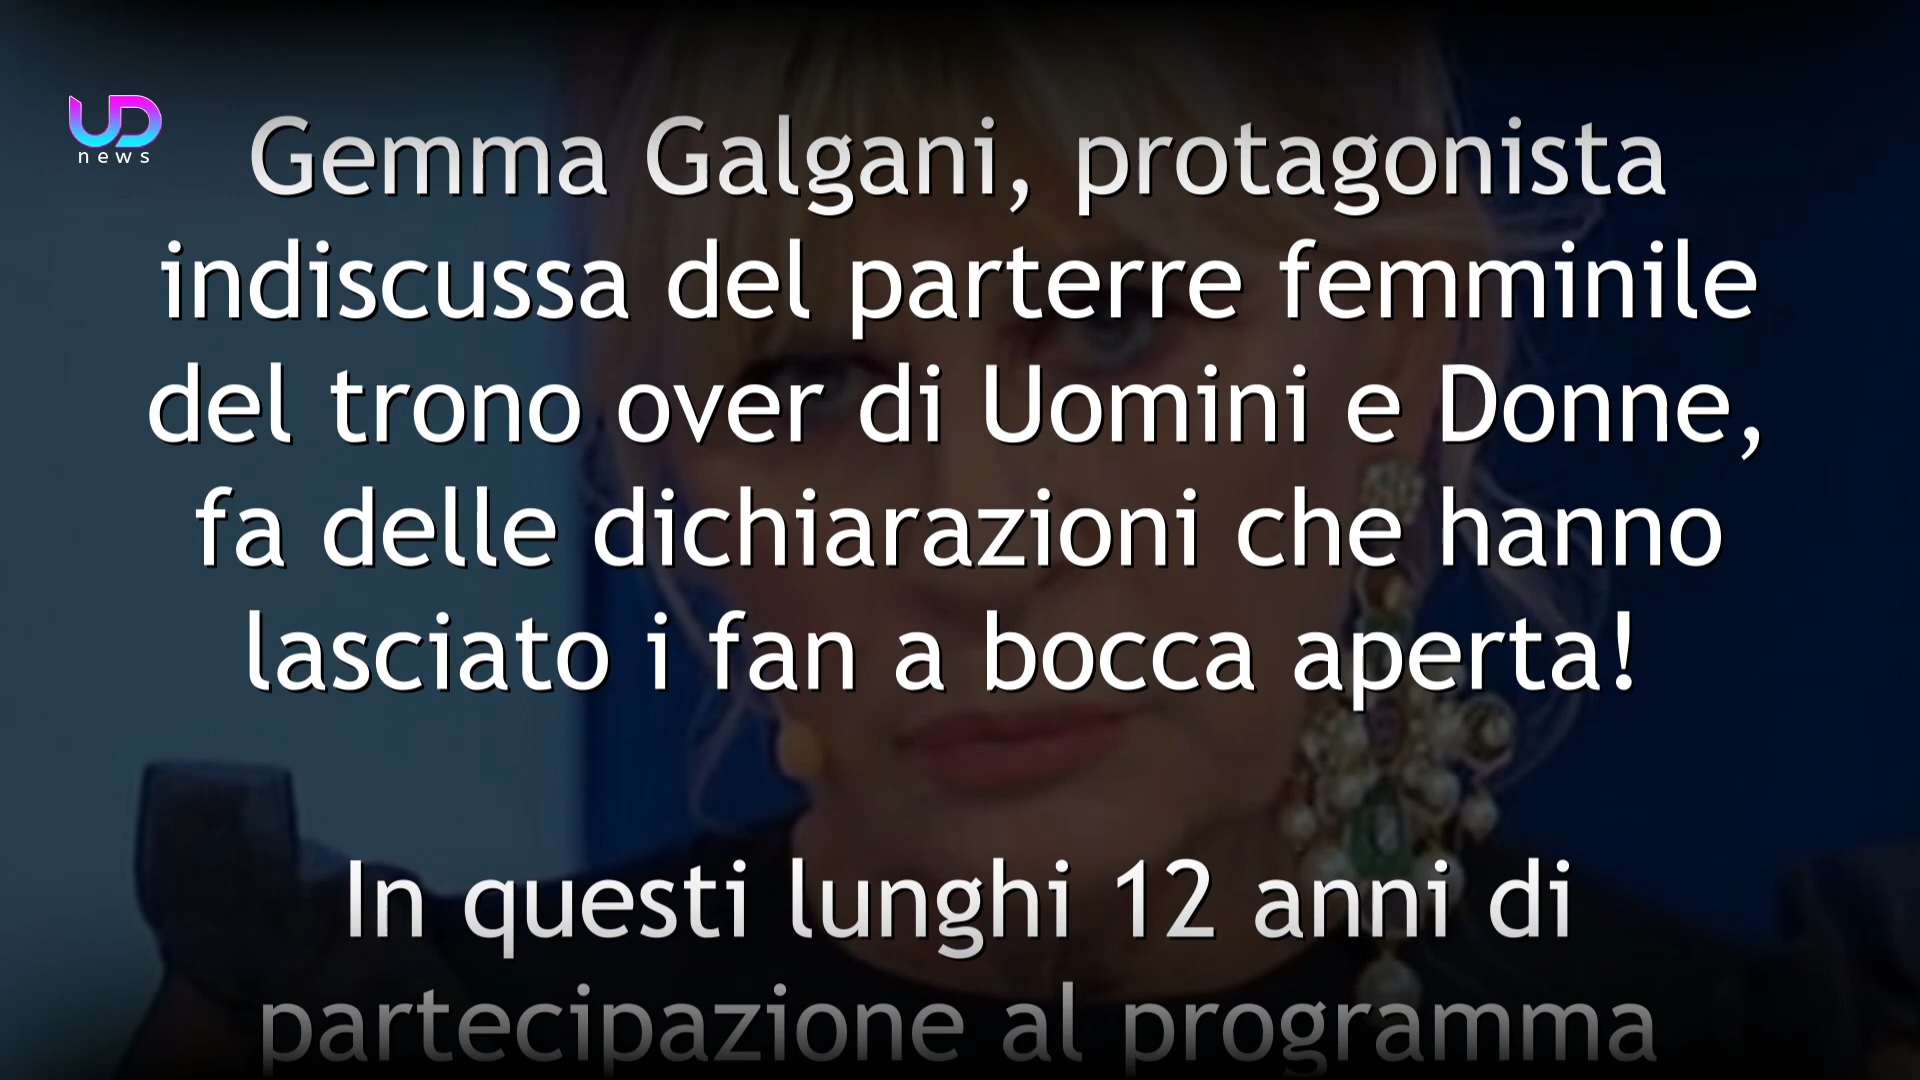 UD
news
Gemma Galgani, protagonista
indiscussa del parterre femminile
del trono over di Uomini e Donne,
fa delle dichiarazioni che hanno
lasciato i fan a bocca aperta!
In questi lunghi 12 anni di
partecipazione al programma